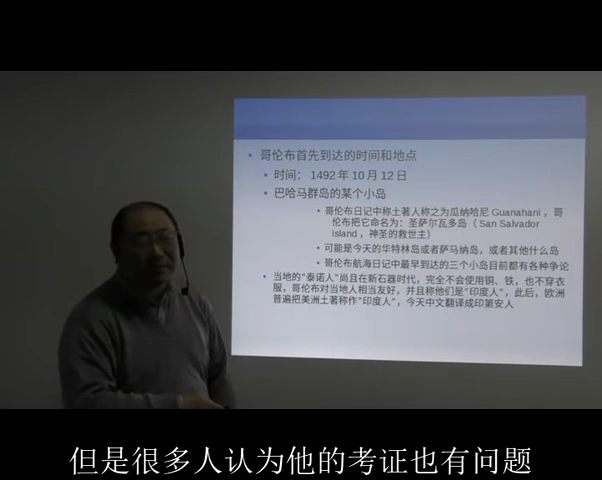 哥伦布首先到达的时间和地点
时间： 1492 年 10 月 12 日
巴哈马群岛的某个小岛
哥伦布日记中称土著人称之为瓜纳哈尼 Guanahani ，哥
伦布把它命名为：圣萨尔瓦多岛（ San Salvador
Island ，神圣的救世主）
可能是今天的华特林岛或者萨马纳岛，或者其他什么岛
哥伦布航海日记中最早到达的三个小岛目前都有各种争论
当地的“泰诺人”尚且在新石器时代，完全不会使用铜、铁，也不穿衣
服，哥伦布对当地人相当友好，并且称他们是“印度人”，此后，欧洲
普遍把美洲土著称作“印度人”，今天中文翻译成印第安人
但是很多人认为他的考证也有问题